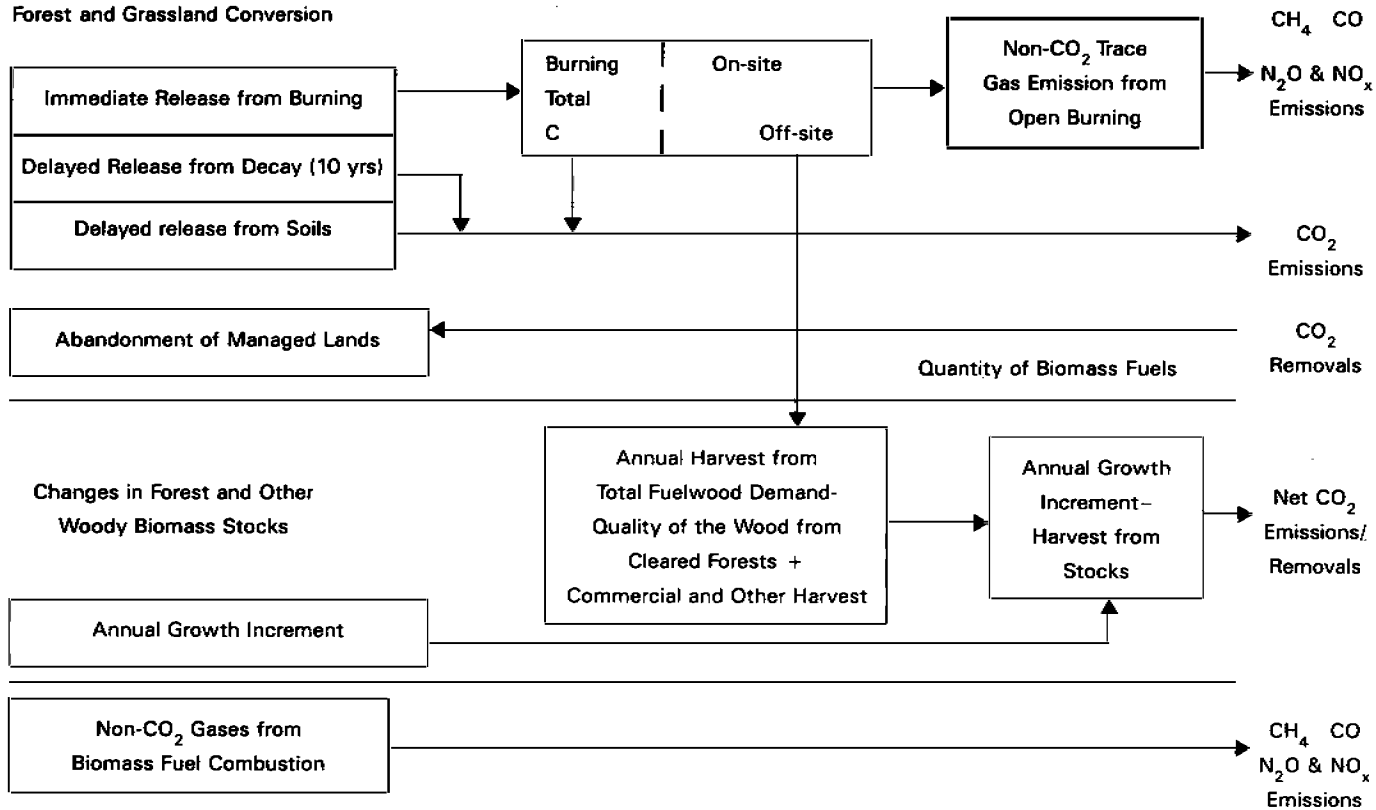 Forest and Grassland Conversion
Immediate Release from Burning
Delayed Release from Decay (10 yrs)
Delayed release from Soils
Burning
Total
C
On-site
Off-site
Non-CO₂ Trace
Gas Emission from
Open Burning
CH₄ CO
N₂O & NOₓ
Emissions
CO₂
Emissions
Abandonment of Managed Lands
CO₂
Removals
Quantity of Biomass Fuels
Changes in Forest and Other
Woody Biomass Stocks
Annual Harvest from
Total Fuelwood Demand-
Quality of the Wood from
Cleared Forests +
Commercial and Other Harvest
Annual Growth
Increment–
Harvest from
Stocks
Net CO₂
Emissions/
Removals
Annual Growth Increment
Non-CO₂ Gases from
Biomass Fuel Combustion
CH₄ CO
N₂O & NOₓ
Emissions